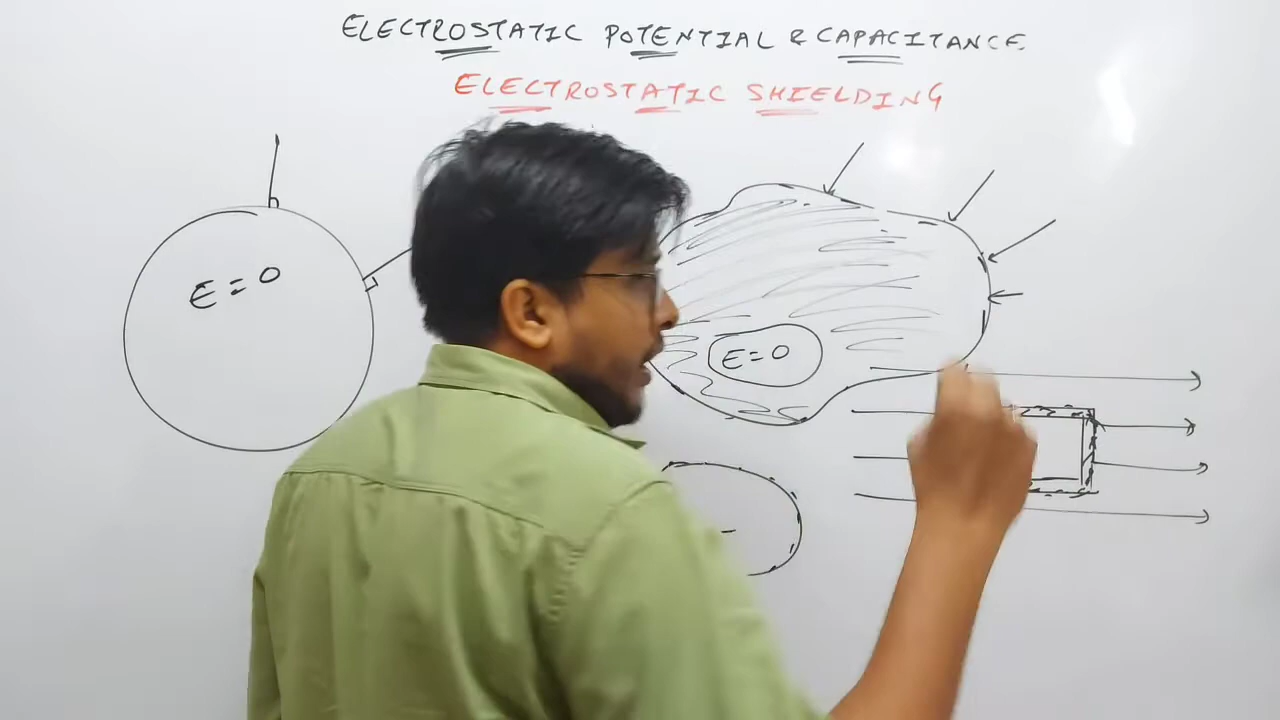 ELECTROSTATIC POTENTIAL & CAPACITANCE
ELECTROSTATIC SHIELDING
E = 0
E = 0